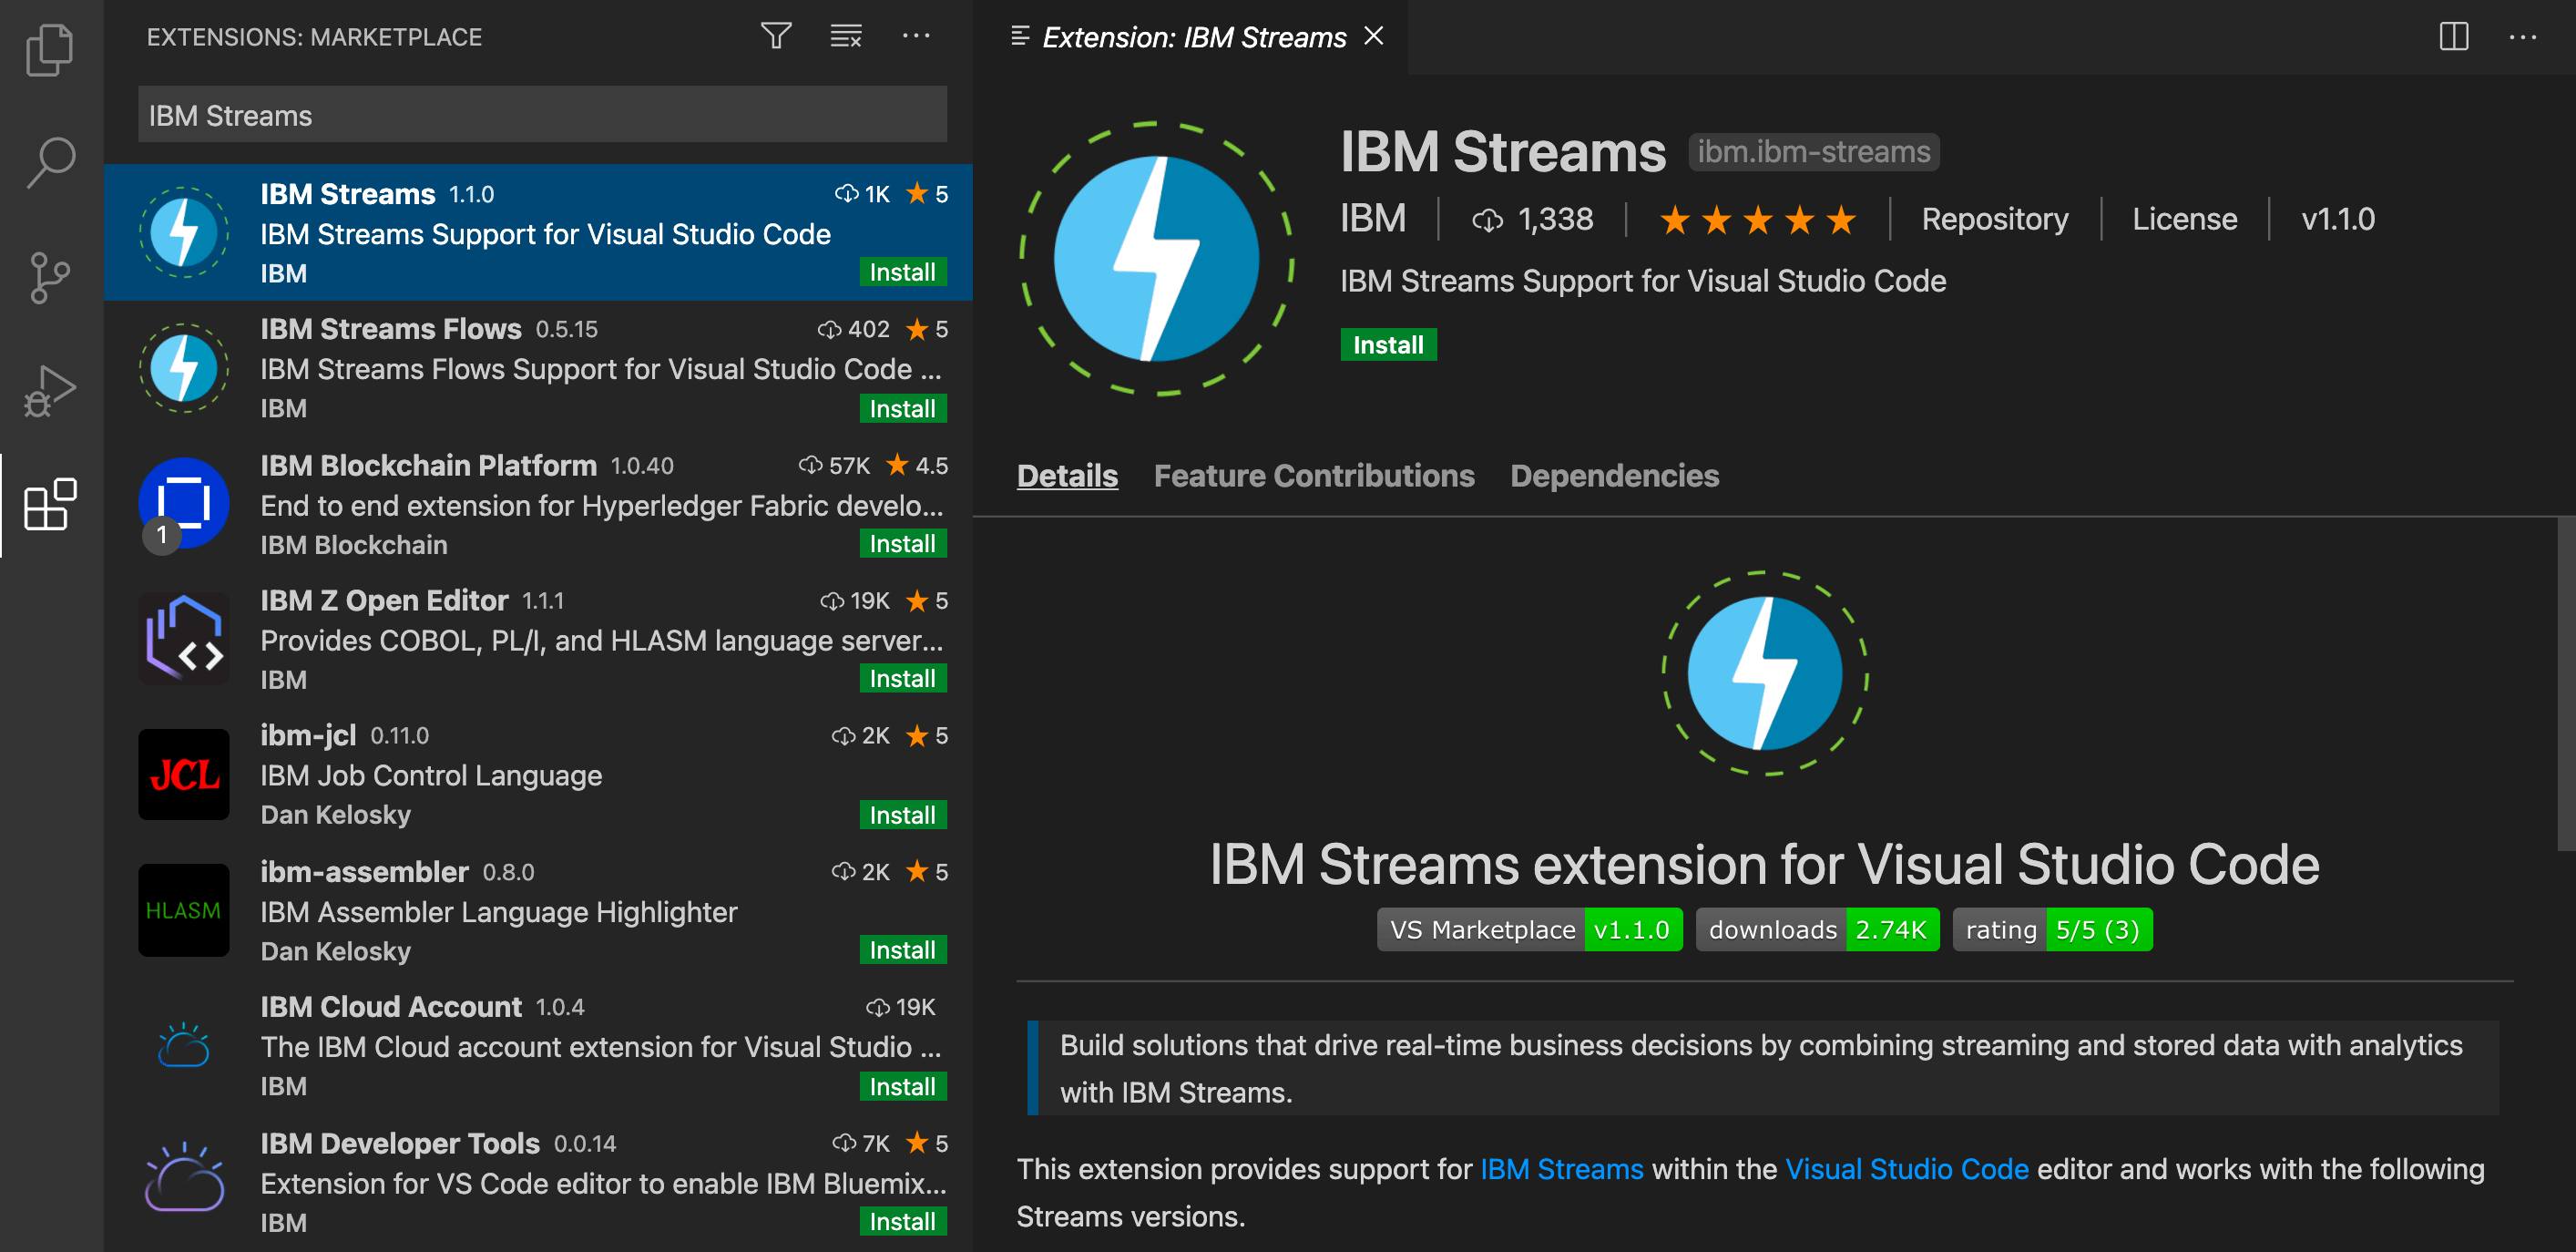 EXTENSIONS: MARKETPLACE
IBM Streams
IBM Streams 1.1.0 1K ★ 5
IBM Streams Support for Visual Studio Code
IBM Install
IBM Streams Flows 0.5.15 402 ★ 5
IBM Streams Flows Support for Visual Studio Code ...
IBM Install
IBM Blockchain Platform 1.0.40 57K ★ 4.5
End to end extension for Hyperledger Fabric develo...
1
IBM Blockchain Install
IBM Z Open Editor 1.1.1 19K ★ 5
Provides COBOL, PL/I, and HLASM language server...
IBM Install
ibm-jcl 0.11.0 2K ★ 5
JCL
IBM Job Control Language
Dan Kelosky Install
ibm-assembler 0.8.0 2K ★ 5
HLASM
IBM Assembler Language Highlighter
Dan Kelosky Install
IBM Cloud Account 1.0.4 19K
The IBM Cloud account extension for Visual Studio ...
IBM Install
IBM Developer Tools 0.0.14 7K ★ 5
Extension for VS Code editor to enable IBM Bluemix...
IBM Install
Extension: IBM Streams
IBM Streams ibm.ibm-streams
IBM | 1,338 | ★★★★★ | Repository | License | v1.1.0
IBM Streams Support for Visual Studio Code
Install
Details Feature Contributions Dependencies
IBM Streams extension for Visual Studio Code
VS Marketplace v1.1.0 downloads 2.74K rating 5/5 (3)
Build solutions that drive real-time business decisions by combining streaming and stored data with analytics
with IBM Streams.
This extension provides support for IBM Streams within the Visual Studio Code editor and works with the following
Streams versions.